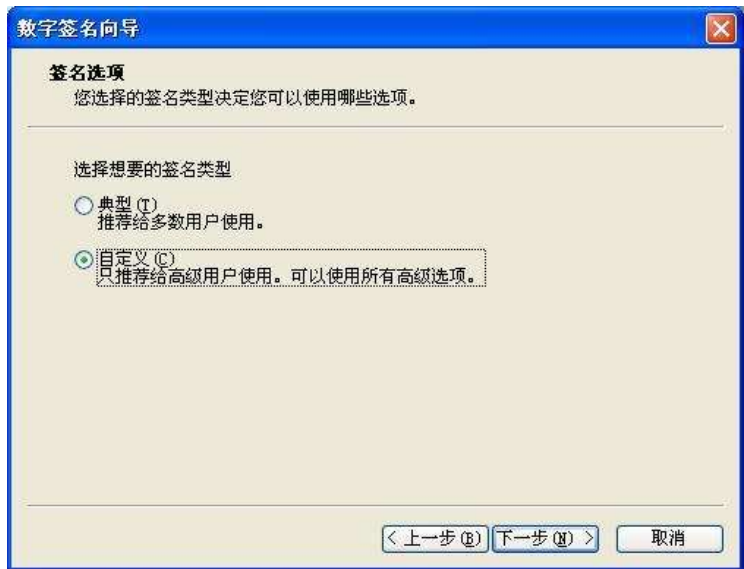 数字签名向导
签名选项
您选择的签名类型决定您可以使用哪些选项。
选择想要的签名类型
典型(T)
推荐给多数用户使用。
自定义(C)
只推荐给高级用户使用。可以使用所有高级选项。
< 上一步(B) 下一步(N) > 取消